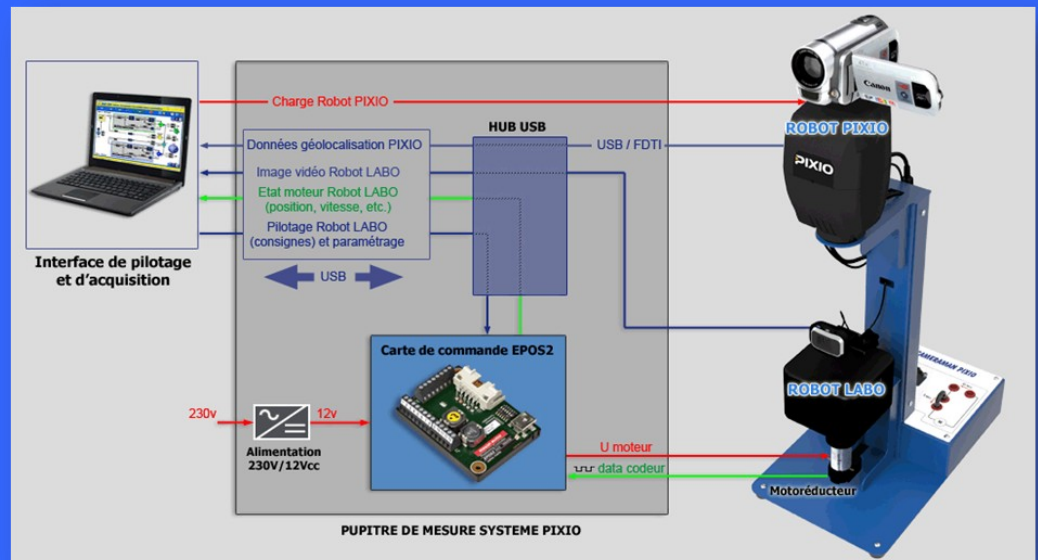 Charge Robot PIXIO
HUB USB
Données géolocalisation PIXIO
USB / FDTI
Image vidéo Robot LABO
Etat moteur Robot LABO
(position, vitesse, etc.)
Pilotage Robot LABO
(consignes) et paramétrage
USB
Interface de pilotage
et d'acquisition
Canon
ROBOT PIXIO
PIXIO
Carte de commande EPOS2
230v
12v
Alimentation
230V/12Vcc
U moteur
data codeur
ROBOT LABO
CAMERAMAN PIXIO
Motoréducteur
PUPITRE DE MESURE SYSTEME PIXIO